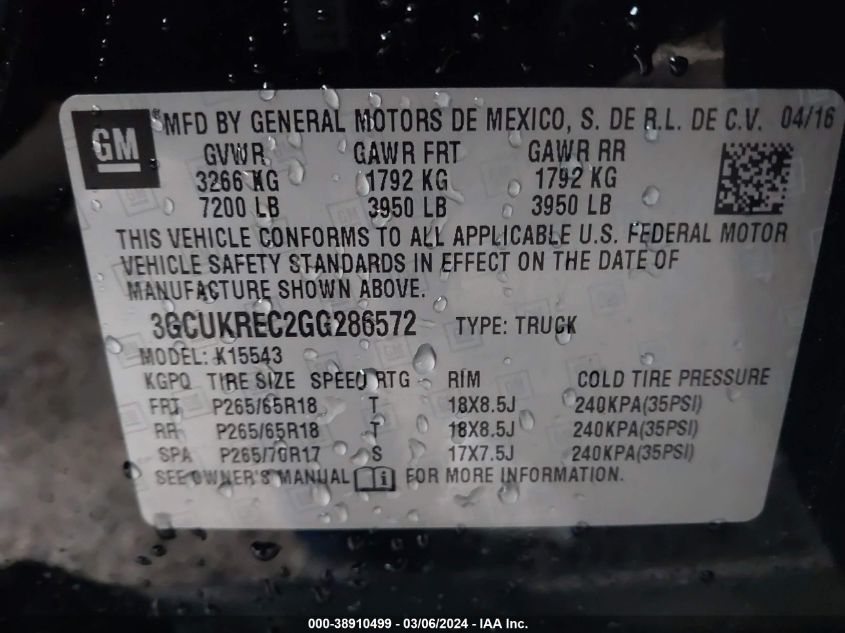 GM
®MFD BY GENERAL MOTORS DE MEXICO, S. DE R.L. DE C.V. 04/16
GVWR GAWR FRT GAWR RR
3266 KG 1792 KG 1792 KG
7200 LB 3950 LB 3950 LB
THIS VEHICLE CONFORMS TO ALL APPLICABLE U.S. FEDERAL MOTOR
VEHICLE SAFETY STANDARDS IN EFFECT ON THE DATE OF
MANUFACTURE SHOWN ABOVE.
3GCUKREC2GG286572 TYPE: TRUCK
MODEL: K15543
KGPQ TIRE SIZE SPEED RTG RIM COLD TIRE PRESSURE
FRT P265/65R18 T 18X8.5J 240KPA(35PSI)
RR P265/65R18 T 18X8.5J 240KPA(35PSI)
SPA P265/70R17 S 17X7.5J 240KPA(35PSI)
SEE OWNER'S MANUAL i FOR MORE INFORMATION.
000-38910499 - 03/06/2024 - IAA Inc.